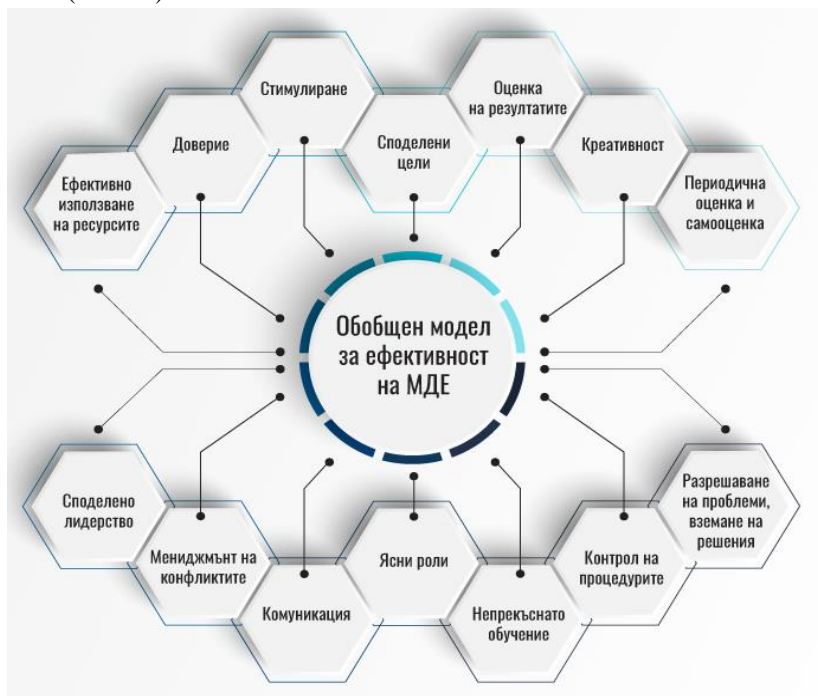 Ефективно
използване
на ресурсите
Доверие
Стимулиране
Споделени
цели
Оценка
на резултатите
Креативност
Периодична
оценка и
самооценка
Обобщен модел
за ефективност
на МДЕ
Споделено
лидерство
Мениджмънт на
конфликтите
Комуникация
Ясни роли
Непрекъснато
обучение
Контрол на
процедурите
Разрешаване
на проблеми,
вземане на
решения